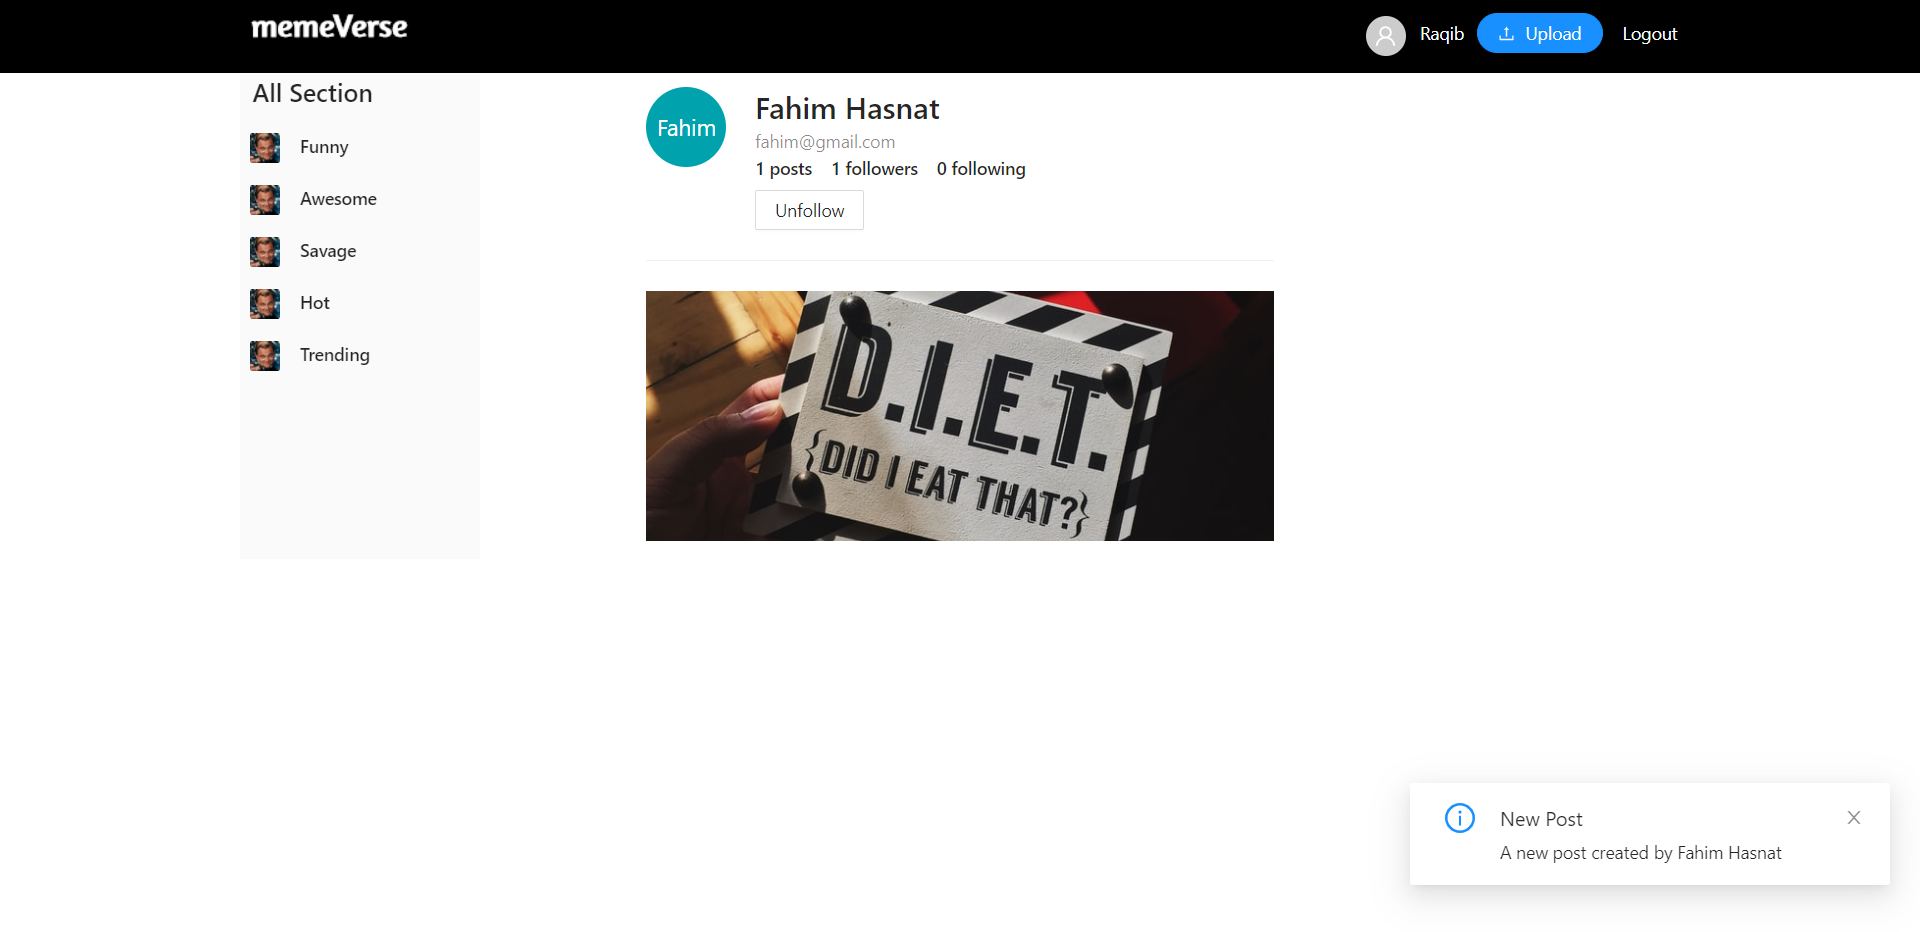 memeVerse
Raqib
Upload
Logout
All Section
Funny
Awesome
Savage
Hot
Trending
Fahim
Fahim Hasnat
fahim@gmail.com
1 posts 1 followers 0 following
Unfollow
D.I.E.T.
{DID I EAT THAT?}
New Post
A new post created by Fahim Hasnat